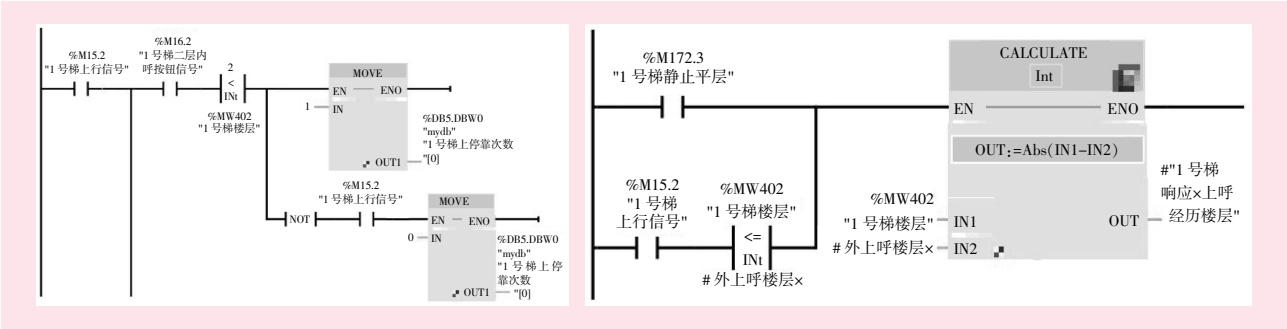 %M15.2
"1 号梯上行信号"
%M16.2
"1 号梯二层内
呼按钮信号"
2
<
INt
%MW402
"1 号梯楼层"
MOVE
EN
ENO
1
IN
%DB5.DBW0
"mydb"
"1 号梯上停靠次数
OUT1
"[0]
NOT
%M15.2
"1 号梯上行信号"
MOVE
EN
ENO
0
IN
%DB5.DBW0
"mydb"
"1 号 梯 上 停
靠次数
OUT1
"[0]
%M172.3
"1 号梯静止平层"
%M15.2
"1 号梯
上行信号"
%MW402
"1 号梯楼层"
<=
INt
# 外上呼楼层×
CALCULATE
Int
EN
ENO
OUT:=Abs(IN1-IN2)
%MW402
"1 号梯楼层"
IN1
# 外上呼楼层×
IN2
#"1 号梯
响应×上呼
经历楼层"
OUT